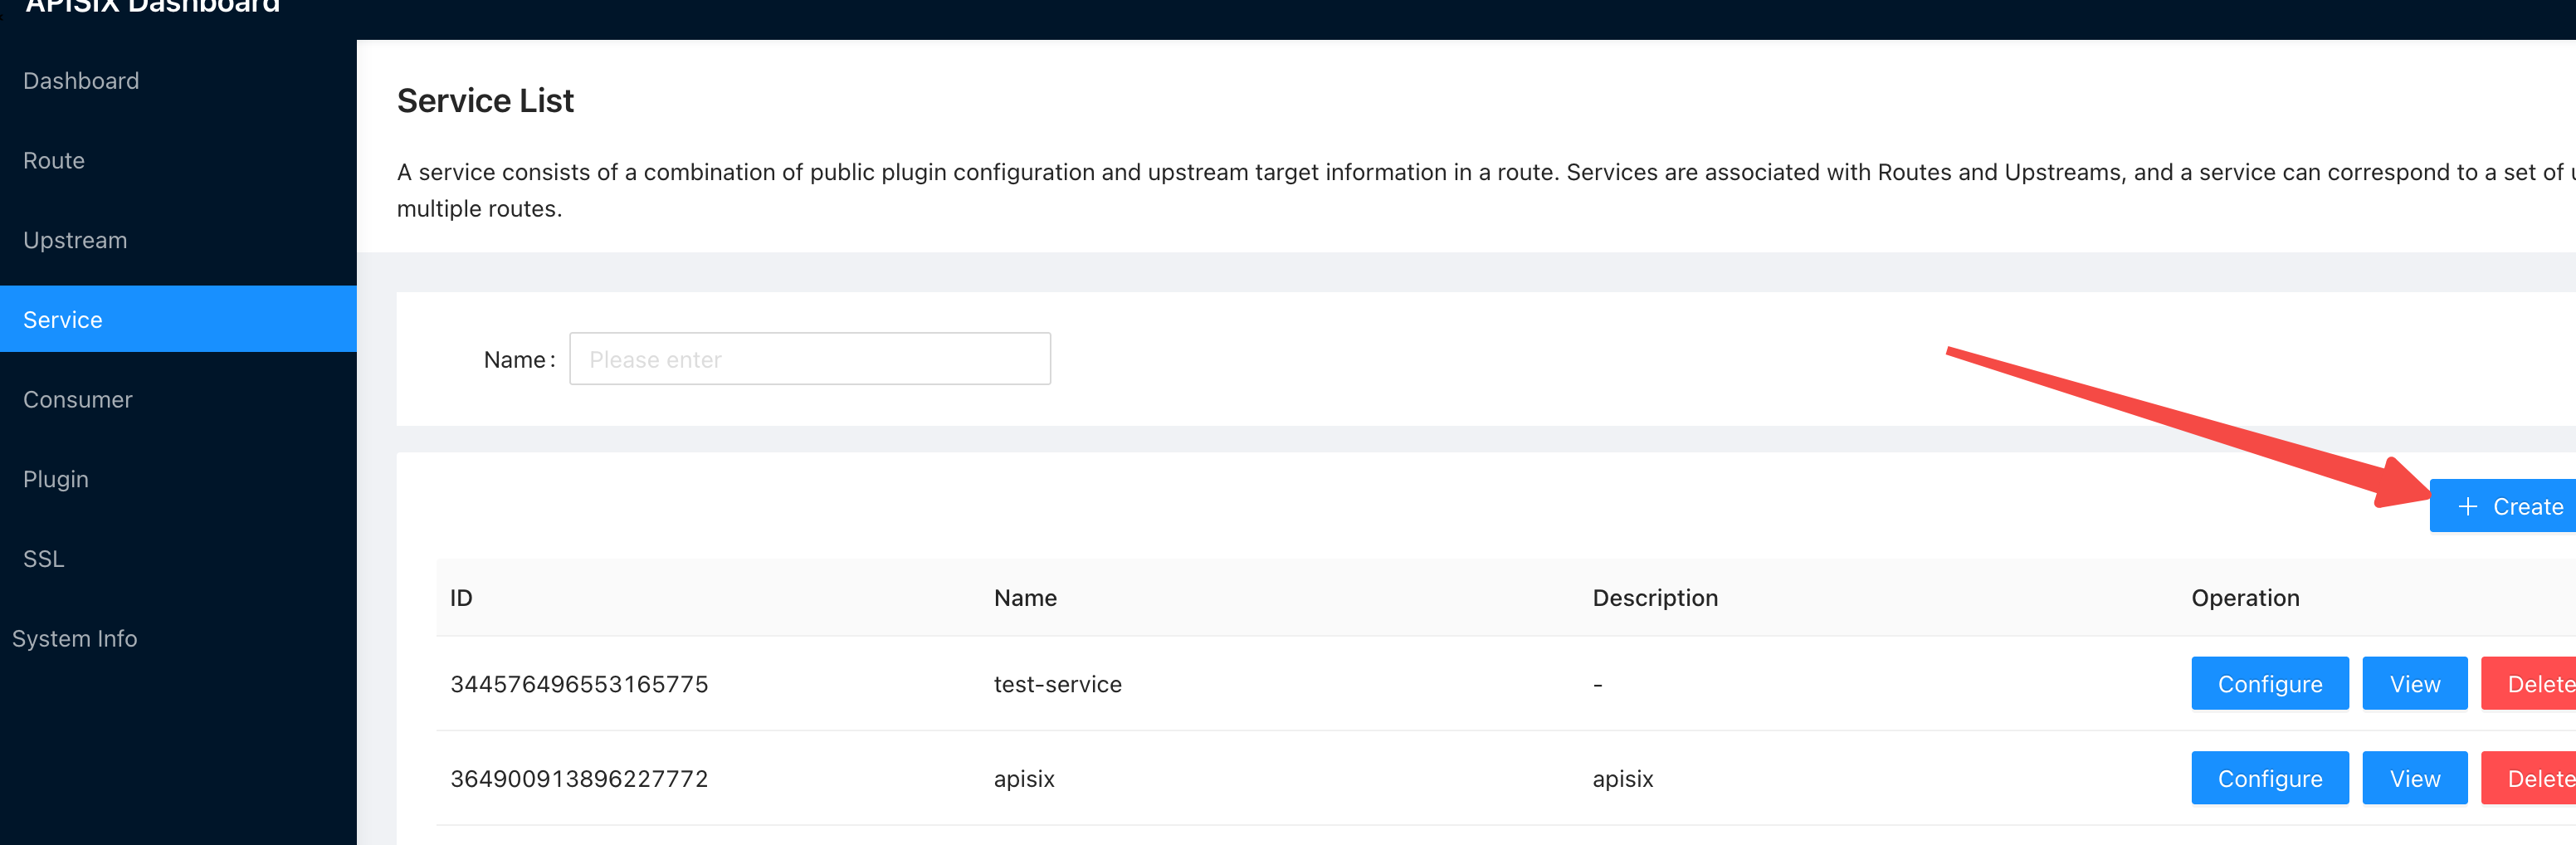 APISIX Dashboard
Dashboard
Route
Upstream
Service
Consumer
Plugin
SSL
System Info
Service List
A service consists of a combination of public plugin configuration and upstream target information in a route. Services are associated with Routes and Upstreams, and a service can correspond to a set of
multiple routes.
Name :
Please enter
+ Create
ID Name Description Operation
344576496553165775 test-service - Configure View Delete
364900913896227772 apisix apisix Configure View Delete